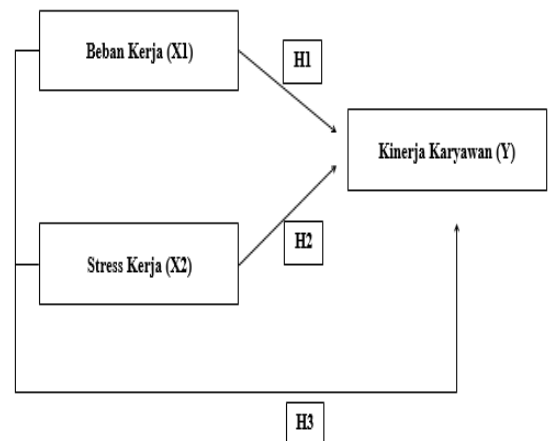 Beban Kerja (X1)
H1
Kinerja Karyawan (Y)
H2
Stress Kerja (X2)
H3